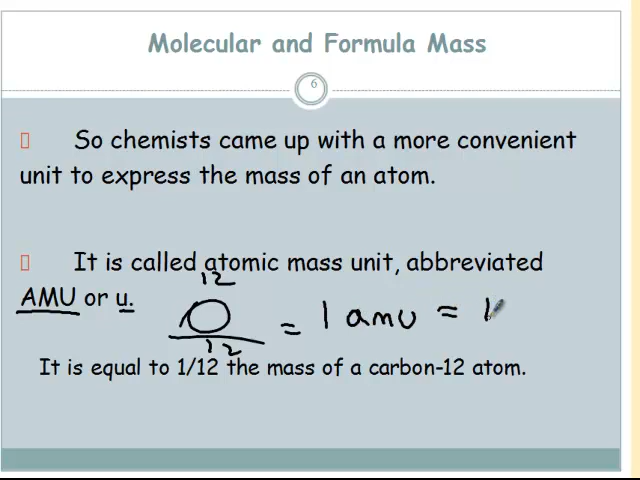 Molecular and Formula Mass
6
So chemists came up with a more convenient
unit to express the mass of an atom.
It is called atomic mass unit, abbreviated
AMU or u.
12
= 1 amu = 1
12
It is equal to 1/12 the mass of a carbon-12 atom.